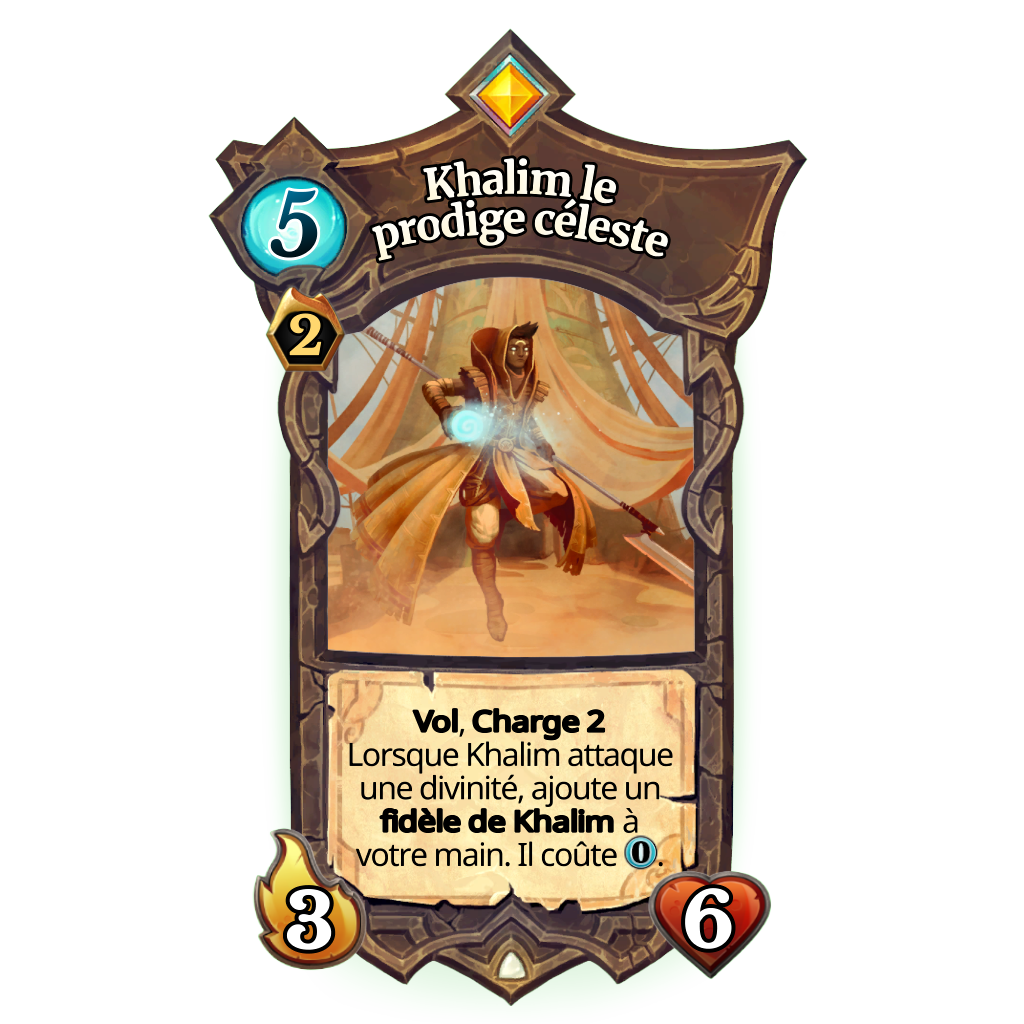 Khalim le
prodige céleste
5
2
Vol, Charge 2
Lorsque Khalim attaque
une divinité, ajoute un
fidèle de Khalim à
votre main. Il coûte 0.
3
6